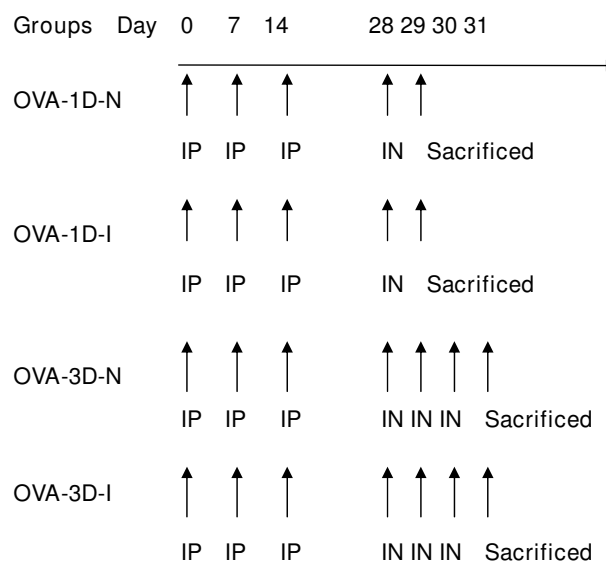 Groups Day 0 7 14 28 29 30 31
OVA-1D-N
IP IP IP IN Sacrificed
OVA-1D-I
IP IP IP IN Sacrificed
OVA-3D-N
IP IP IP IN IN IN Sacrificed
OVA-3D-I
IP IP IP IN IN IN Sacrificed